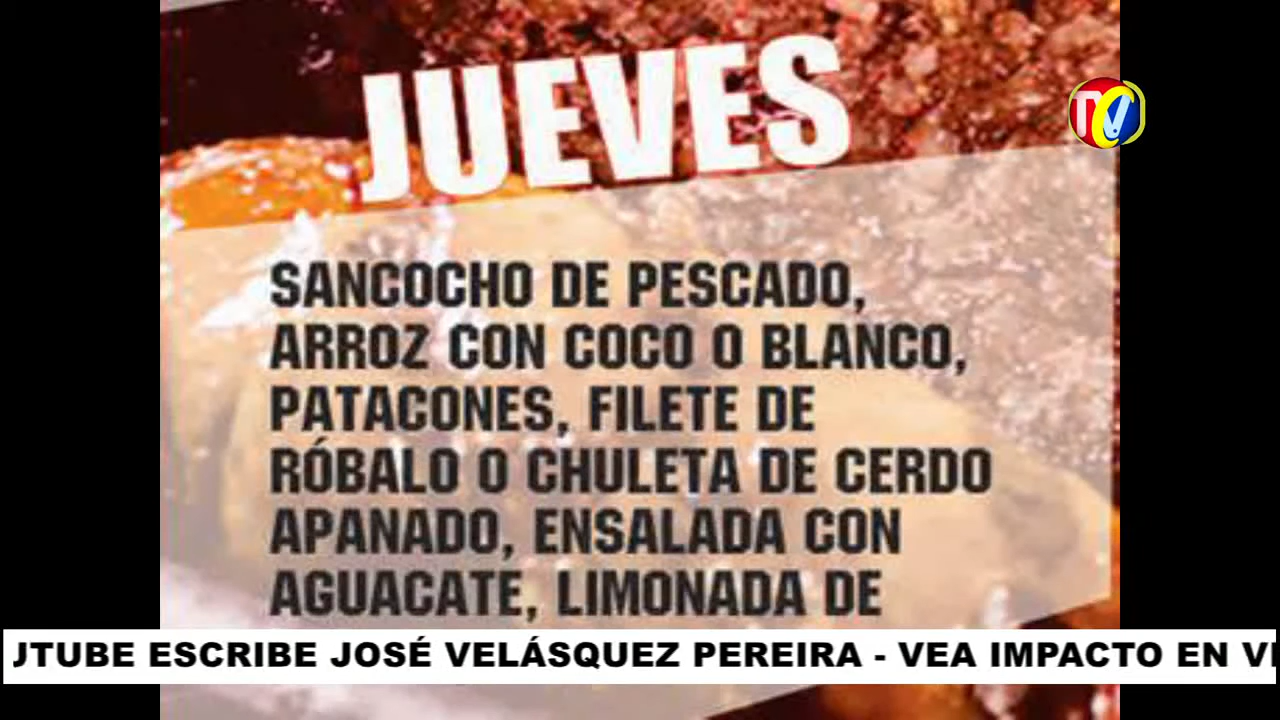 JUEVES
SANCOCHO DE PESCADO,
ARROZ CON COCO O BLANCO,
PATACONES, FILETE DE
RÓBALO O CHULETA DE CERDO
APANADO, ENSALADA CON
AGUACATE, LIMONADA DE
ESCRIBE JOSÉ VELÁSQUEZ PEREIRA - VEA IMPACTO EN